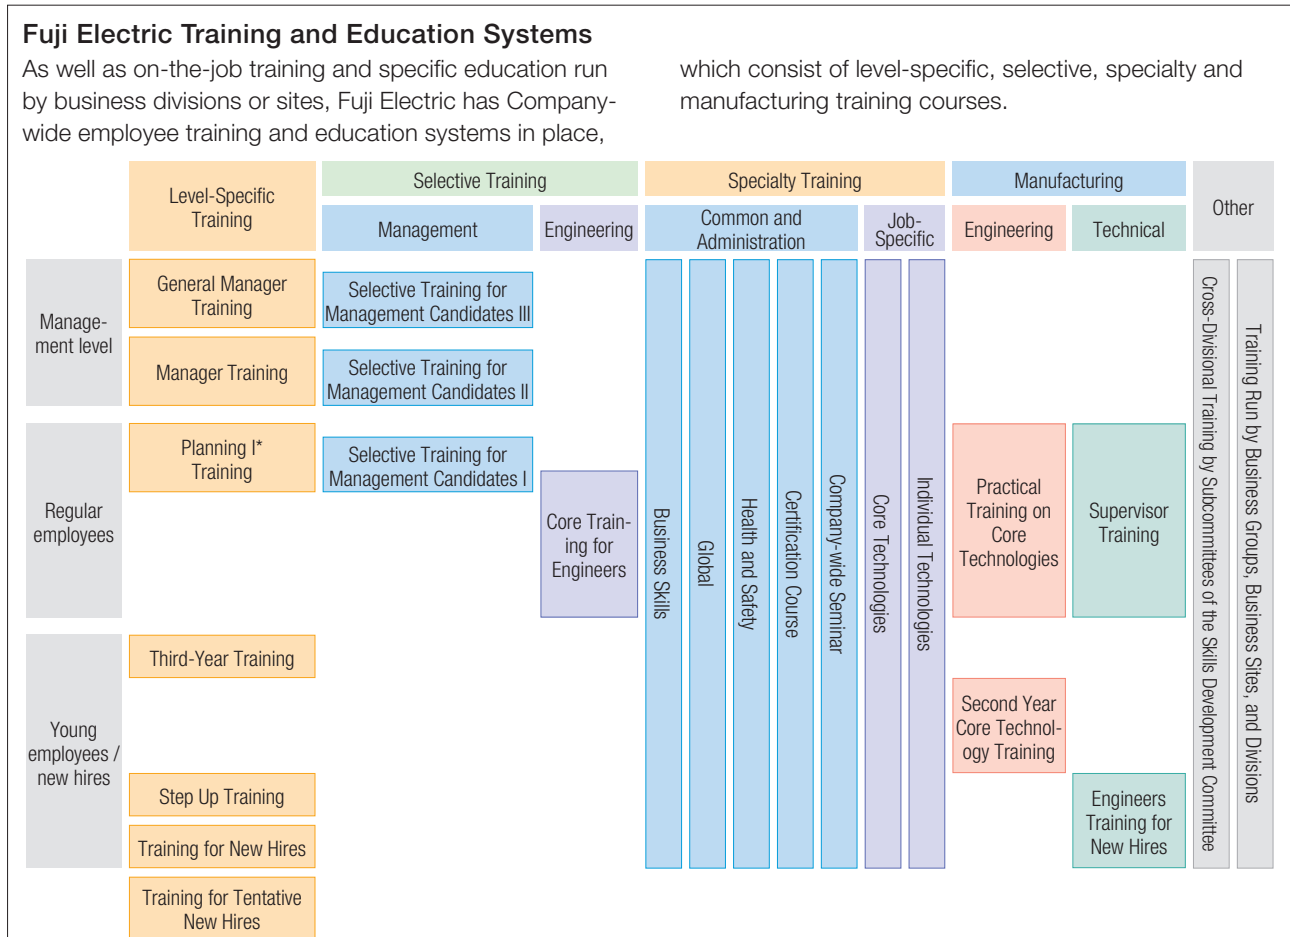 Fuji Electric Training and Education Systems
As well as on-the-job training and specific education run
by business divisions or sites, Fuji Electric has Company-
wide employee training and education systems in place,
which consist of level-specific, selective, specialty and
manufacturing training courses.
Level-Specific
Training
Selective Training
Specialty Training
Manufacturing
Other
Management
Engineering
Common and
Administration
Job-
Specific
Engineering
Technical
Manage-
ment level
General Manager
Training
Selective Training for
Management Candidates III
Manager Training
Selective Training for
Management Candidates II
Regular
employees
Planning I*
Training
Selective Training for
Management Candidates I
Core Train-
ing for
Engineers
Business Skills
Global
Health and Safety
Certification Course
Company-wide Seminar
Core Technologies
Individual Technologies
Practical
Training on
Core
Technologies
Supervisor
Training
Cross-Divisional Training by Subcommittees of the Skills Development Committee
Training Run by Business Groups, Business Sites, and Divisions
Young
employees /
new hires
Third-Year Training
Second Year
Core Technol-
ogy Training
Step Up Training
Engineers
Training for
New Hires
Training for New Hires
Training for Tentative
New Hires